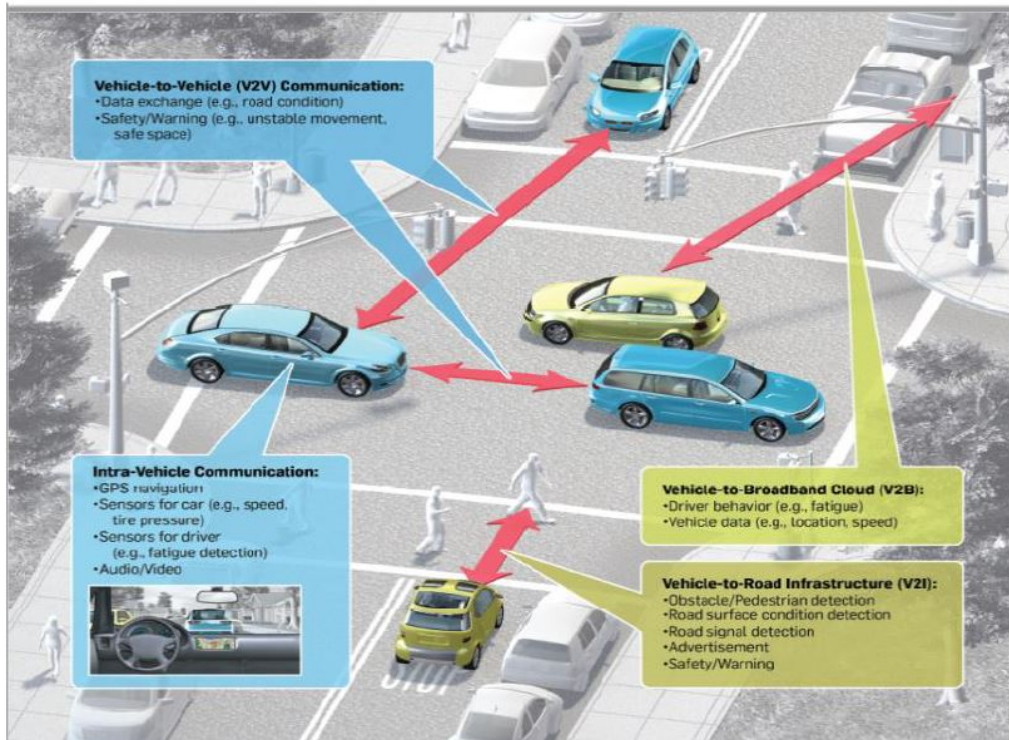 Vehicle-to-Vehicle (V2V) Communication:
•Data exchange (e.g., road condition)
•Safety/Warning (e.g., unstable movement,
safe space)
Intra-Vehicle Communication:
•GPS navigation
•Sensors for car (e.g., speed,
tire pressure)
•Sensors for driver
(e.g., fatigue detection)
•Audio/Video
Vehicle-to-Broadband Cloud (V2B):
•Driver behavior (e.g., fatigue)
•Vehicle data (e.g., location, speed)
Vehicle-to-Road Infrastructure (V2I):
•Obstacle/Pedestrian detection
•Road surface condition detection
•Road signal detection
•Advertisement
•Safety/Warning